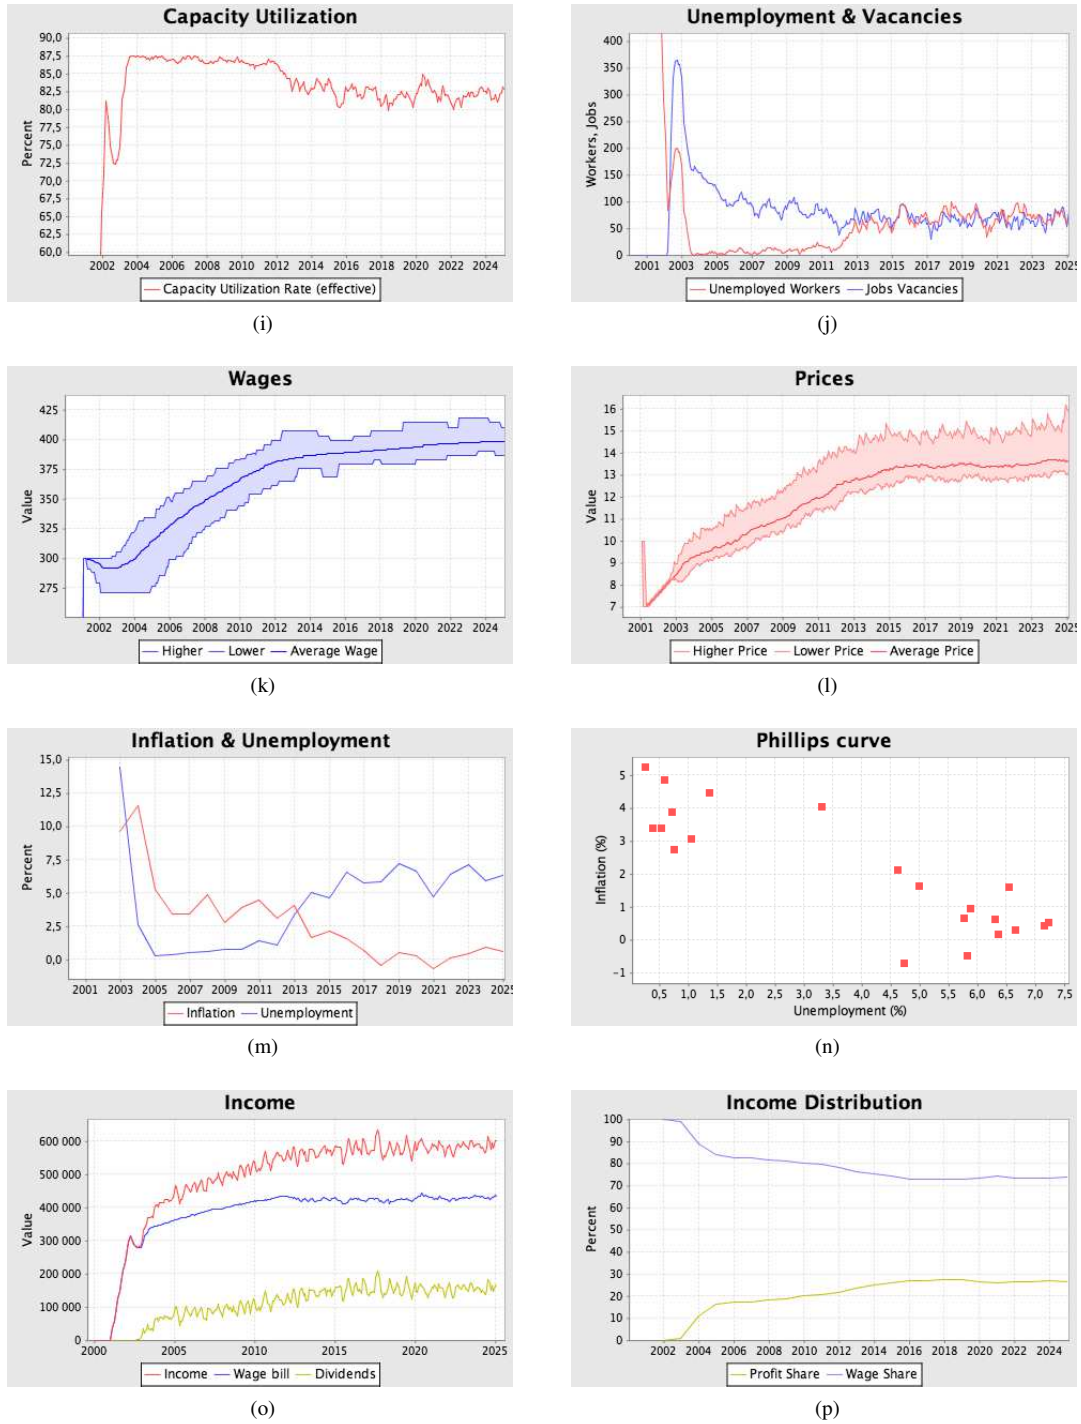 Capacity Utilization
90,0
87,5
85,0
82,5
80,0
77,5
75,0
72,5
70,0
67,5
65,0
62,5
60,0
Percent
2002 2004 2006 2008 2010 2012 2014 2016 2018 2020 2022 2024
Capacity Utilization Rate (effective)
(i)
Unemployment & Vacancies
400
350
300
250
200
150
100
50
0
Workers, Jobs
2001 2003 2005 2007 2009 2011 2013 2015 2017 2019 2021 2023 2025
Unemployed Workers Jobs Vacancies
(j)
Wages
425
400
375
350
325
300
275
Value
2002 2004 2006 2008 2010 2012 2014 2016 2018 2020 2022 2024
Higher Lower Average Wage
(k)
Prices
16
15
14
13
12
11
10
9
8
7
Value
2001 2003 2005 2007 2009 2011 2013 2015 2017 2019 2021 2023 2025
Higher Price Lower Price Average Price
(l)
Inflation & Unemployment
15,0
12,5
10,0
7,5
5,0
2,5
0,0
Percent
2001 2003 2005 2007 2009 2011 2013 2015 2017 2019 2021 2023 2025
Inflation Unemployment
(m)
Phillips curve
5
4
3
2
1
0
-1
Inflation (%)
0,5 1,0 1,5 2,0 2,5 3,0 3,5 4,0 4,5 5,0 5,5 6,0 6,5 7,0 7,5
Unemployment (%)
(n)
Income
600 000
500 000
400 000
300 000
200 000
100 000
0
Value
2000 2005 2010 2015 2020 2025
Income Wage bill Dividends
(o)
Income Distribution
100
90
80
70
60
50
40
30
20
10
0
Percent
2002 2004 2006 2008 2010 2012 2014 2016 2018 2020 2022 2024
Profit Share Wage Share
(p)